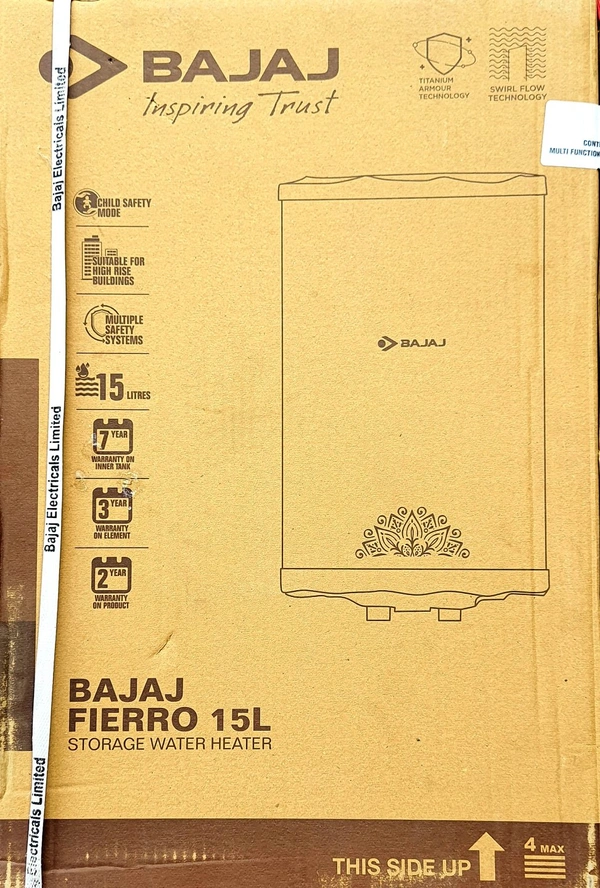 BAJAJ
Inspiring Trust
TITANIUM
ARMOUR
TECHNOLOGY
SWIRL FLOW
TECHNOLOGY
MULTI FUNCTION
CHILD SAFETY
MODE
SUITABLE FOR
HIGH RISE
BUILDINGS
MULTIPLE
SAFETY
SYSTEMS
15 LITRES
7 YEAR
WARRANTY ON
INNER TANK
3 YEAR
WARRANTY
ON ELEMENT
2 YEAR
WARRANTY
ON PRODUCT
BAJAJ
BAJAJ
FIERRO 15L
STORAGE WATER HEATER
THIS SIDE UP
4 MAX
Bajaj Electricals Limited
Bajaj Electricals Limited
Electricals Limited